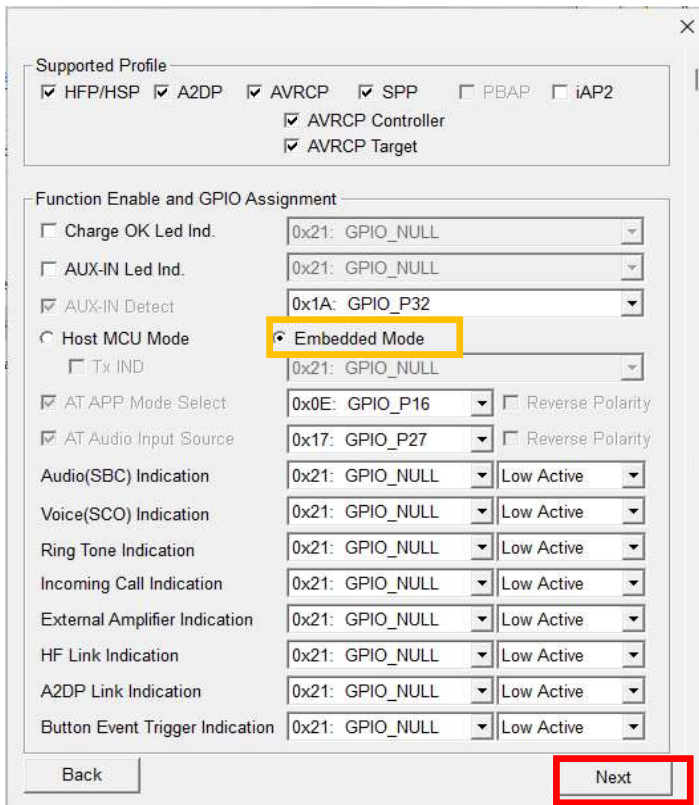 Supported Profile
HFP/HSP A2DP AVRCP SPP PBAP iAP2
AVRCP Controller
AVRCP Target
Function Enable and GPIO Assignment
Charge OK Led Ind. 0x21: GPIO_NULL
AUX-IN Led Ind. 0x21: GPIO_NULL
AUX-IN Detect 0x1A: GPIO_P32
Host MCU Mode Embedded Mode
Tx IND 0x21: GPIO_NULL
AT APP Mode Select 0x0E: GPIO_P16 Reverse Polarity
AT Audio Input Source 0x17: GPIO_P27 Reverse Polarity
Audio(SBC) Indication 0x21: GPIO_NULL Low Active
Voice(SCO) Indication 0x21: GPIO_NULL Low Active
Ring Tone Indication 0x21: GPIO_NULL Low Active
Incoming Call Indication 0x21: GPIO_NULL Low Active
External Amplifier Indication 0x21: GPIO_NULL Low Active
HF Link Indication 0x21: GPIO_NULL Low Active
A2DP Link Indication 0x21: GPIO_NULL Low Active
Button Event Trigger Indication 0x21: GPIO_NULL Low Active
Back Next